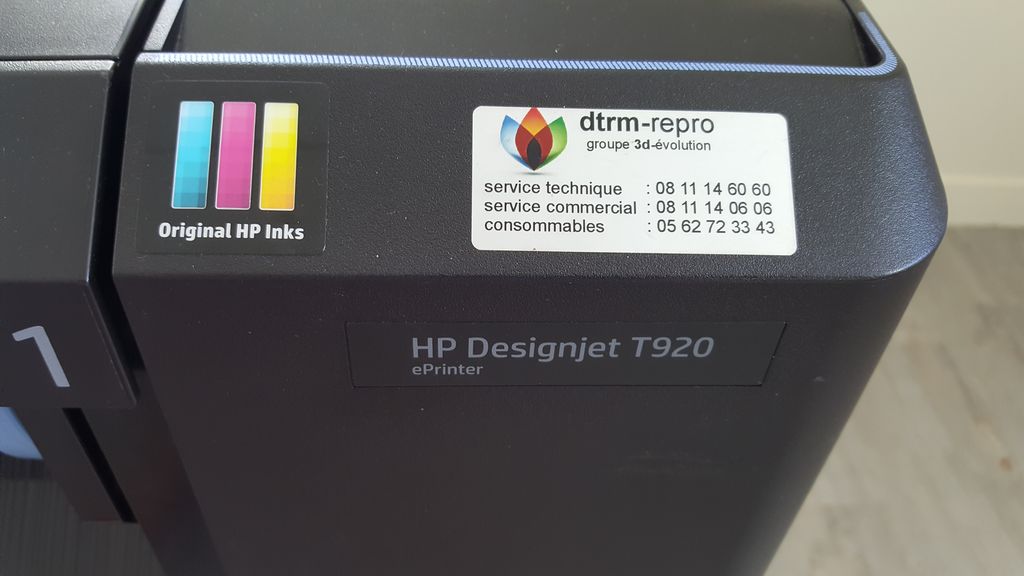 Original HP Inks
dtrm-repro
groupe 3d-évolution
service technique : 08 11 14 60 60
service commercial : 08 11 14 06 06
consommables : 05 62 72 33 43
HP Designjet T920
ePrinter
1